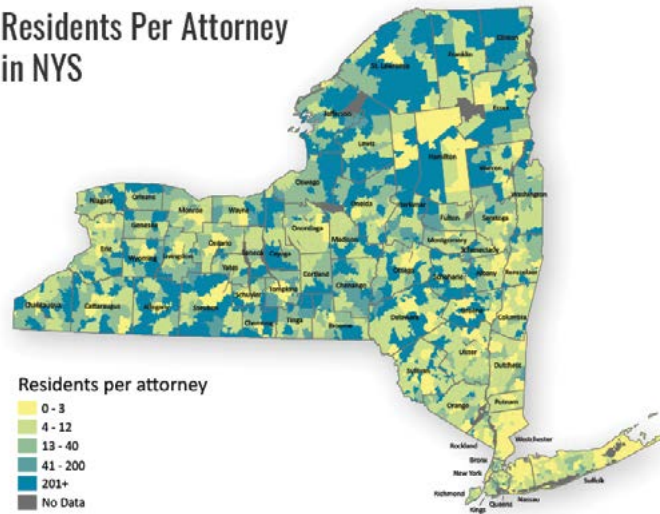 Residents Per Attorney
in NYS
Clinton
Franklin
St. Lawrence
Essex
Jefferson
Lewis
Hamilton
Warren
Washington
Oswego
Oneida
Herkimer
Niagara
Orleans
Monroe
Wayne
Fulton
Saratoga
Genesee
Onondaga
Madison
Montgomery
Schenectady
Erie
Wyoming
Livingston
Ontario
Seneca
Cayuga
Yates
Cortland
Otsego
Schoharie
Albany
Rensselaer
Chenango
Tompkins
Schuyler
Chautauqua
Cattaraugus
Allegany
Steuben
Chemung
Tioga
Broome
Delaware
Greene
Columbia
Ulster
Dutchess
Sullivan
Orange
Putnam
Rockland
Westchester
Bronx
New York
Richmond
Kings
Queens
Nassau
Suffolk
Residents per attorney
0 - 3
4 - 12
13 - 40
41 - 200
201+
No Data